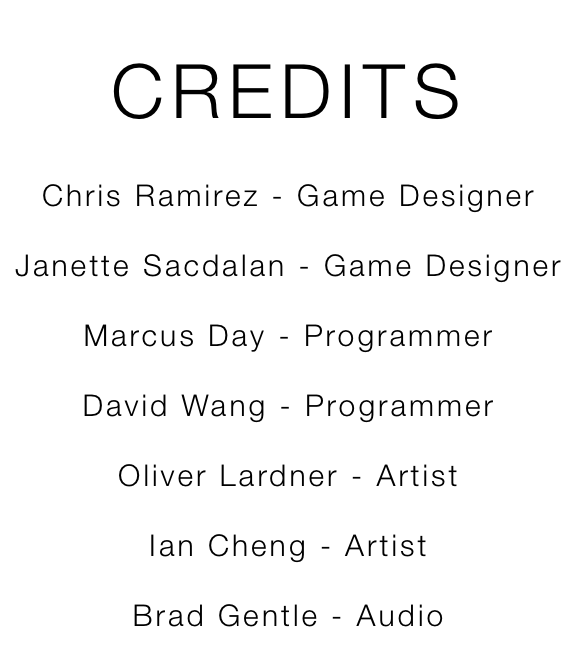 CREDITS
Chris Ramirez - Game Designer
Janette Sacdalan - Game Designer
Marcus Day - Programmer
David Wang - Programmer
Oliver Lardner - Artist
Ian Cheng - Artist
Brad Gentle - Audio